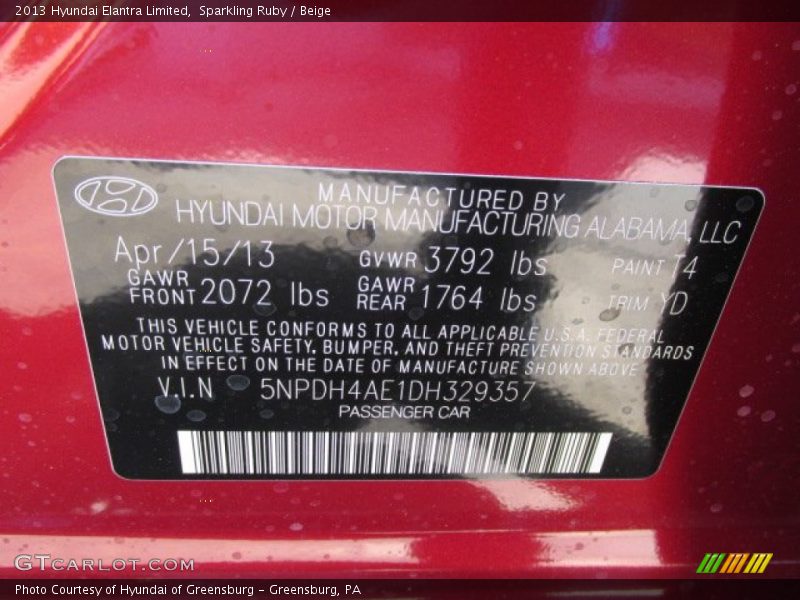 2013 Hyundai Elantra Limited, Sparkling Ruby / Beige
MANUFACTURED BY
HYUNDAI MOTOR MANUFACTURING ALABAMA, LLC
Apr/15/13 GVWR 3792 lbs PAINT T4
GAWR FRONT 2072 lbs GAWR REAR 1764 lbs TRIM YD
THIS VEHICLE CONFORMS TO ALL APPLICABLE U.S.A. FEDERAL
MOTOR VEHICLE SAFETY, BUMPER, AND THEFT PREVENTION STANDARDS
IN EFFECT ON THE DATE OF MANUFACTURE SHOWN ABOVE
V.I.N 5NPDH4AE1DH329357
PASSENGER CAR
GTCARLOT.COM
Photo Courtesy of Hyundai of Greensburg - Greensburg, PA